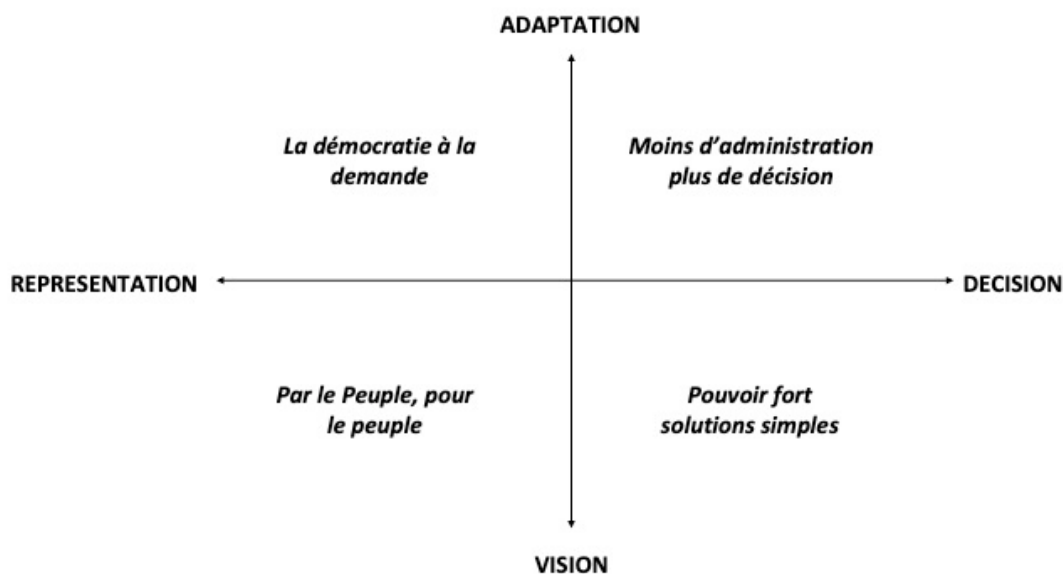 ADAPTATION
La démocratie à la
demande
Moins d’administration
plus de décision
REPRESENTATION
DECISION
Par le Peuple, pour
le peuple
Pouvoir fort
solutions simples
VISION